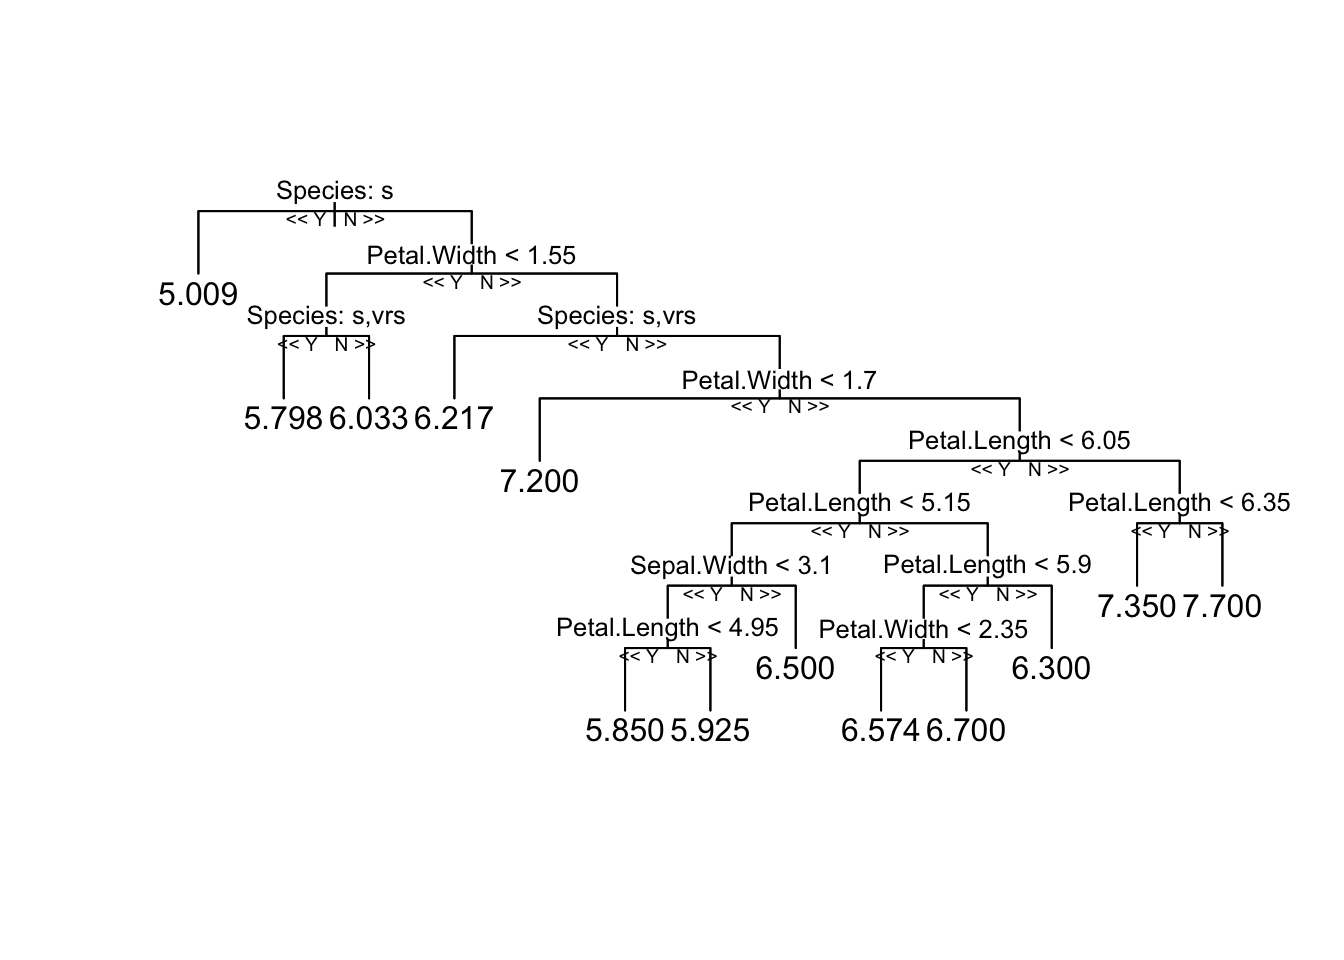 Species: s
<< Y N >>
Petal.Width < 1.55
<< Y N >>
5.009
Species: s,vrs
Species: s,vrs
<< Y N >>
<< Y N >>
Petal.Width < 1.7
<< Y N >>
5.798 6.033 6.217
Petal.Length < 6.05
<< Y N >>
7.200
Petal.Length < 5.15
Petal.Length < 6.35
<< Y N >>
<< Y N >>
Sepal.Width < 3.1
Petal.Length < 5.9
<< Y N >>
<< Y N >>
7.350 7.700
Petal.Length < 4.95
Petal.Width < 2.35
<< Y N >>
<< Y N >>
6.500
6.300
5.850 5.925
6.574 6.700